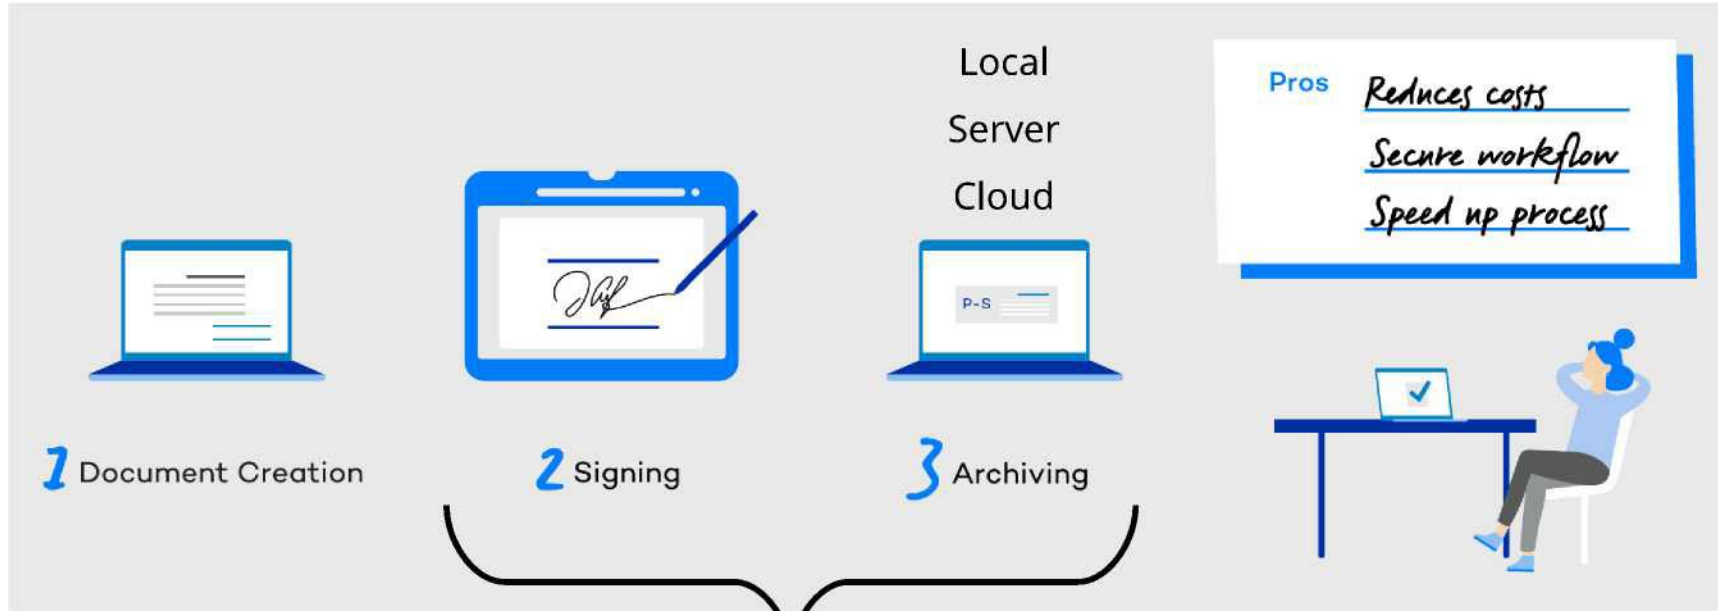 Local
Server
Cloud
Pros
Reduces costs
Secure workflow
Speed up process
P-S
1 Document Creation
2 Signing
3 Archiving